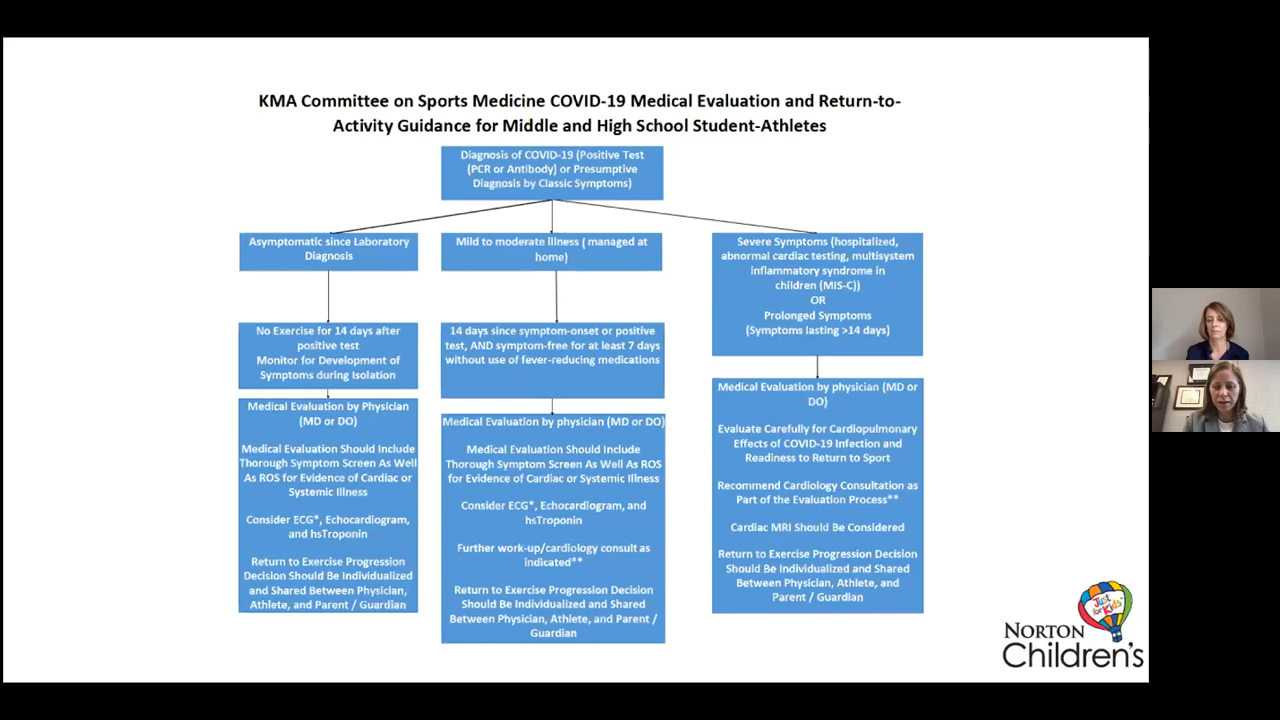 KMA Committee on Sports Medicine COVID-19 Medical Evaluation and Return-to-
Activity Guidance for Middle and High School Student-Athletes
Diagnosis of COVID-19 (Positive Test
(PCR or Antibody) or Presumptive
Diagnosis by Classic Symptoms)
Asymptomatic since Laboratory
Diagnosis
No Exercise for 14 days after
positive test
Monitor for Development of
Symptoms during Isolation
Medical Evaluation by Physician
(MD or DO)
Medical Evaluation Should Include
Thorough Symptom Screen As Well
As ROS for Evidence of Cardiac or
Systemic Illness
Consider ECG*, Echocardiogram,
and hsTroponin
Return to Exercise Progression
Decision Should Be Individualized
and Shared Between Physician,
Athlete, and Parent / Guardian
Mild to moderate illness ( managed at
home)
14 days since symptom-onset or positive
test, AND symptom-free for at least 7 days
without use of fever-reducing medications
Medical Evaluation by physician (MD or DO)
Medical Evaluation Should Include
Thorough Symptom Screen As Well As ROS
for Evidence of Cardiac or Systemic Illness
Consider ECG*, Echocardiogram, and
hsTroponin
Further work-up/cardiology consult as
indicated**
Return to Exercise Progression Decision
Should Be Individualized and Shared
Between Physician, Athlete, and Parent /
Guardian
Severe Symptoms (hospitalized,
abnormal cardiac testing, multisystem
inflammatory syndrome in
children (MIS-C))
OR
Prolonged Symptoms
(Symptoms lasting >14 days)
Medical Evaluation by physician (MD or
DO)
Evaluate Carefully for Cardiopulmonary
Effects of COVID-19 Infection and
Readiness to Return to Sport
Recommend Cardiology Consultation as
Part of the Evaluation Process**
Cardiac MRI Should Be Considered
Return to Exercise Progression Decision
Should Be Individualized and Shared
Between Physician, Athlete, and
Parent / Guardian
Just
for Kids
NORTON
Children's